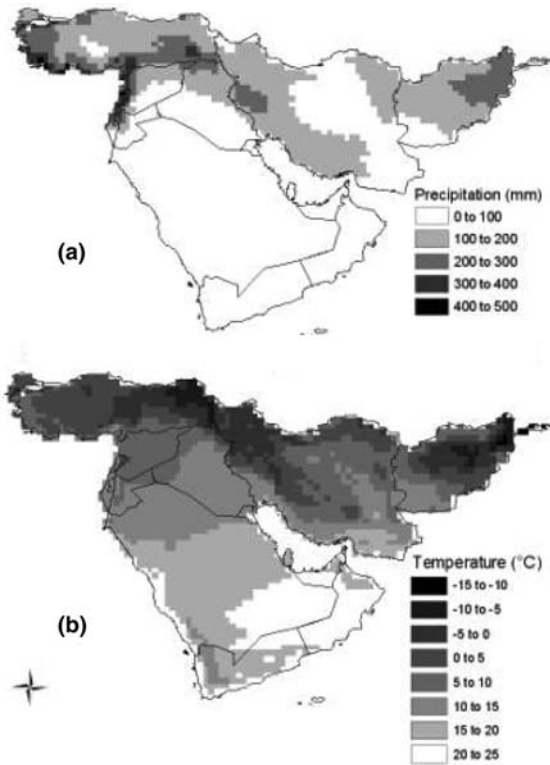 Precipitation (mm)
0 to 100
100 to 200
200 to 300
300 to 400
400 to 500
(a)
Temperature (°C)
-15 to -10
-10 to -5
-5 to 0
0 to 5
5 to 10
10 to 15
15 to 20
20 to 25
(b)